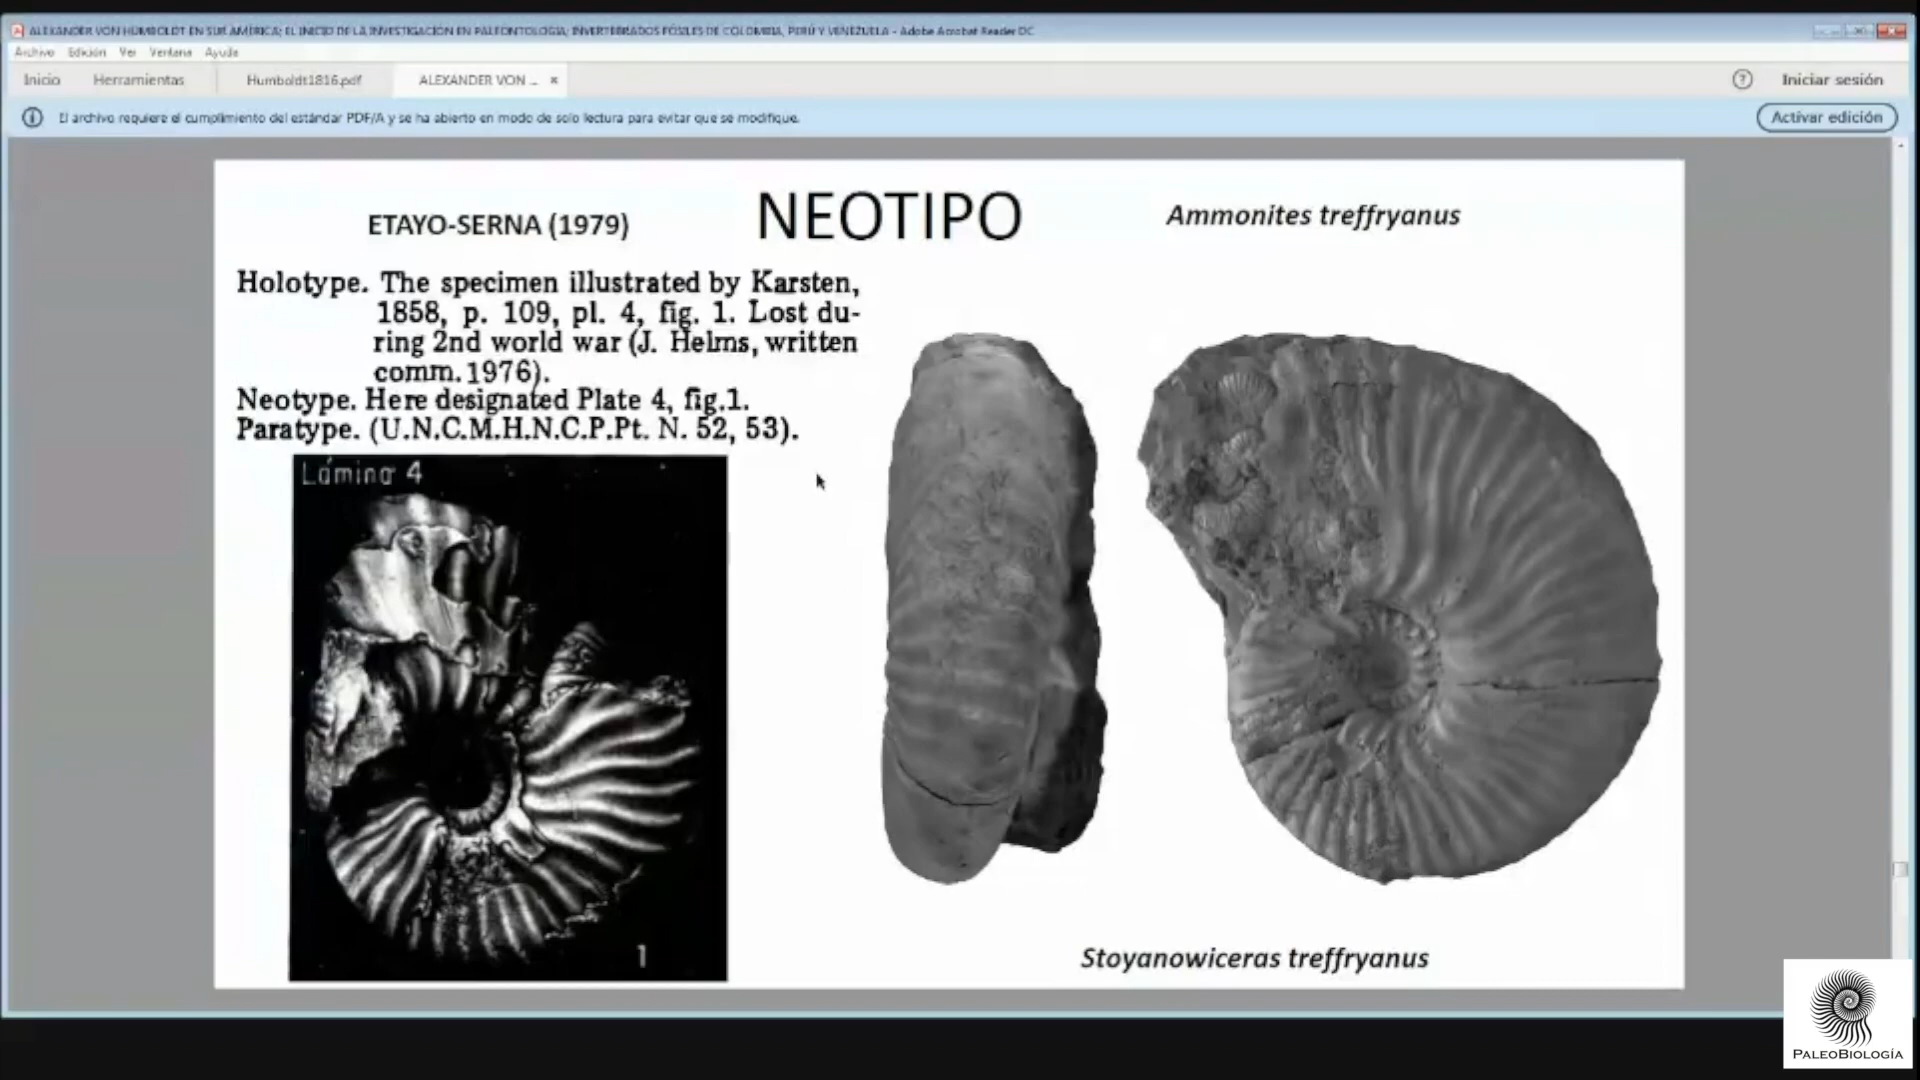 ALEXANDER VON HUMBOLDT EN SUR AMÉRICA; EL INICIO DE LA INVESTIGACIÓN EN PALEONTOLOGÍA; INVERTEBRADOS FÓSILES DE COLOMBIA, PERÚ Y VENEZUELA - Adobe Acrobat Reader DC
Archivo Edición Ver Ventana Ayuda
Inicio Herramientas Humboldt1816.pdf ALEXANDER VON ... × ? Iniciar sesión
El archivo requiere el cumplimiento del estándar PDF/A y se ha abierto en modo de solo lectura para evitar que se modifique. Activar edición
ETAYO-SERNA (1979) NEOTIPO Ammonites treffryanus
Holotype. The specimen illustrated by Karsten,
1858, p. 109, pl. 4, fig. 1. Lost du-
ring 2nd world war (J. Helms, written
comm. 1976).
Neotype. Here designated Plate 4, fig.1.
Paratype. (U.N.C.M.H.N.C.P.Pt. N. 52, 53).
Lámina 4
1
Stoyanowiceras treffryanus
PALEOBIOLOGÍA